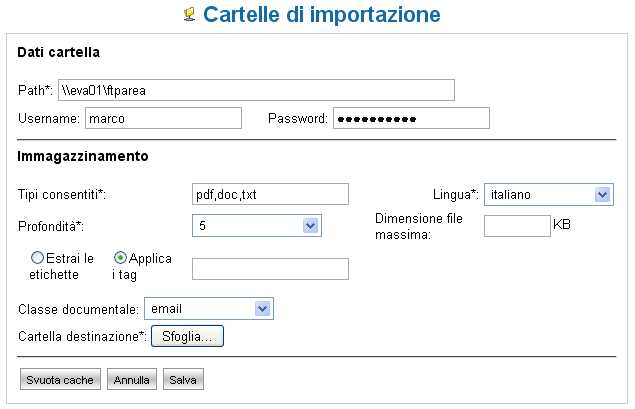 Cartelle di importazione
Dati cartella
Path*: \\eva01\ftparea
Username: marco Password: ●●●●●●●●●●
Immagazzinamento
Tipi consentiti*: pdf,doc,txt Lingua*: italiano
Profondità*: 5 Dimensione file massima: KB
Estrai le etichette Applica i tag
Classe documentale: email
Cartella destinazione*: Sfoglia...
Svuota cache Annulla Salva